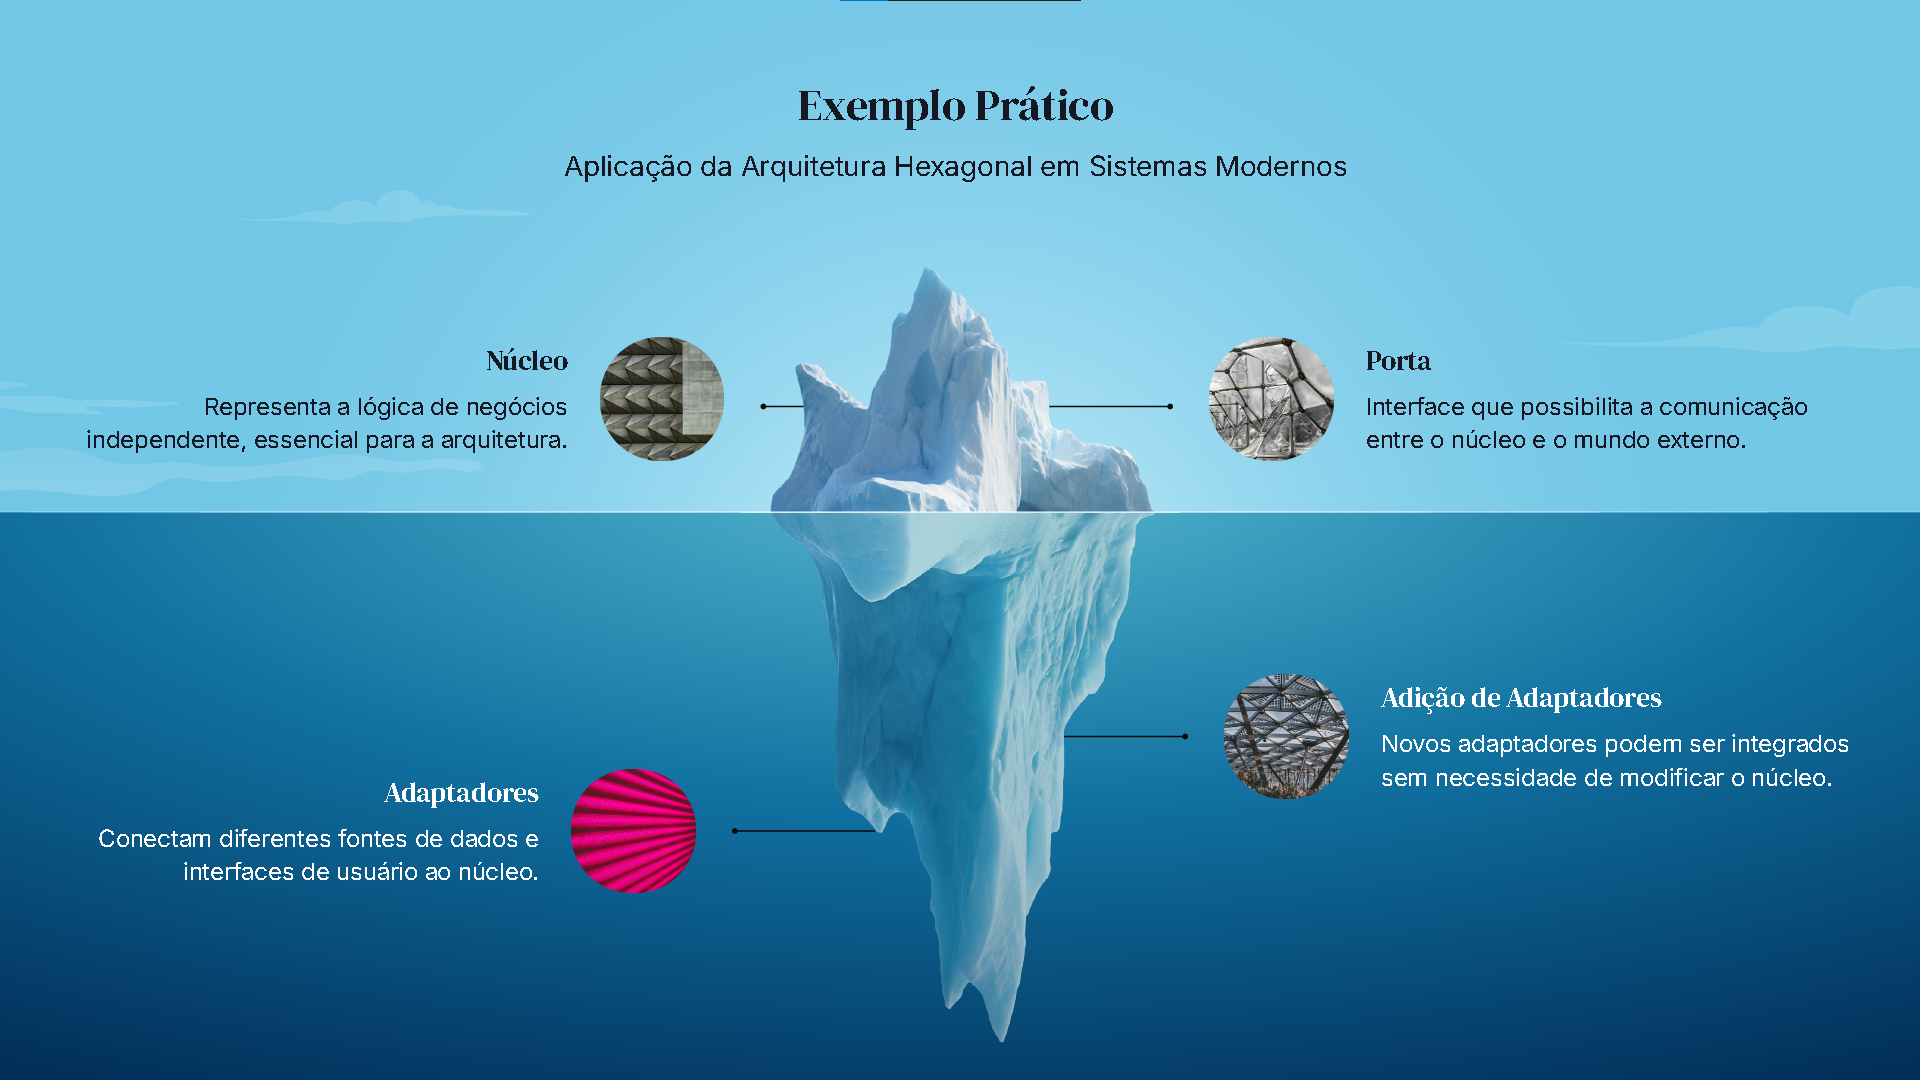 Exemplo Prático
Aplicação da Arquitetura Hexagonal em Sistemas Modernos
Núcleo
Representa a lógica de negócios
independente, essencial para a arquitetura.
Porta
Interface que possibilita a comunicação
entre o núcleo e o mundo externo.
Adaptadores
Conectam diferentes fontes de dados e
interfaces de usuário ao núcleo.
Adição de Adaptadores
Novos adaptadores podem ser integrados
sem necessidade de modificar o núcleo.